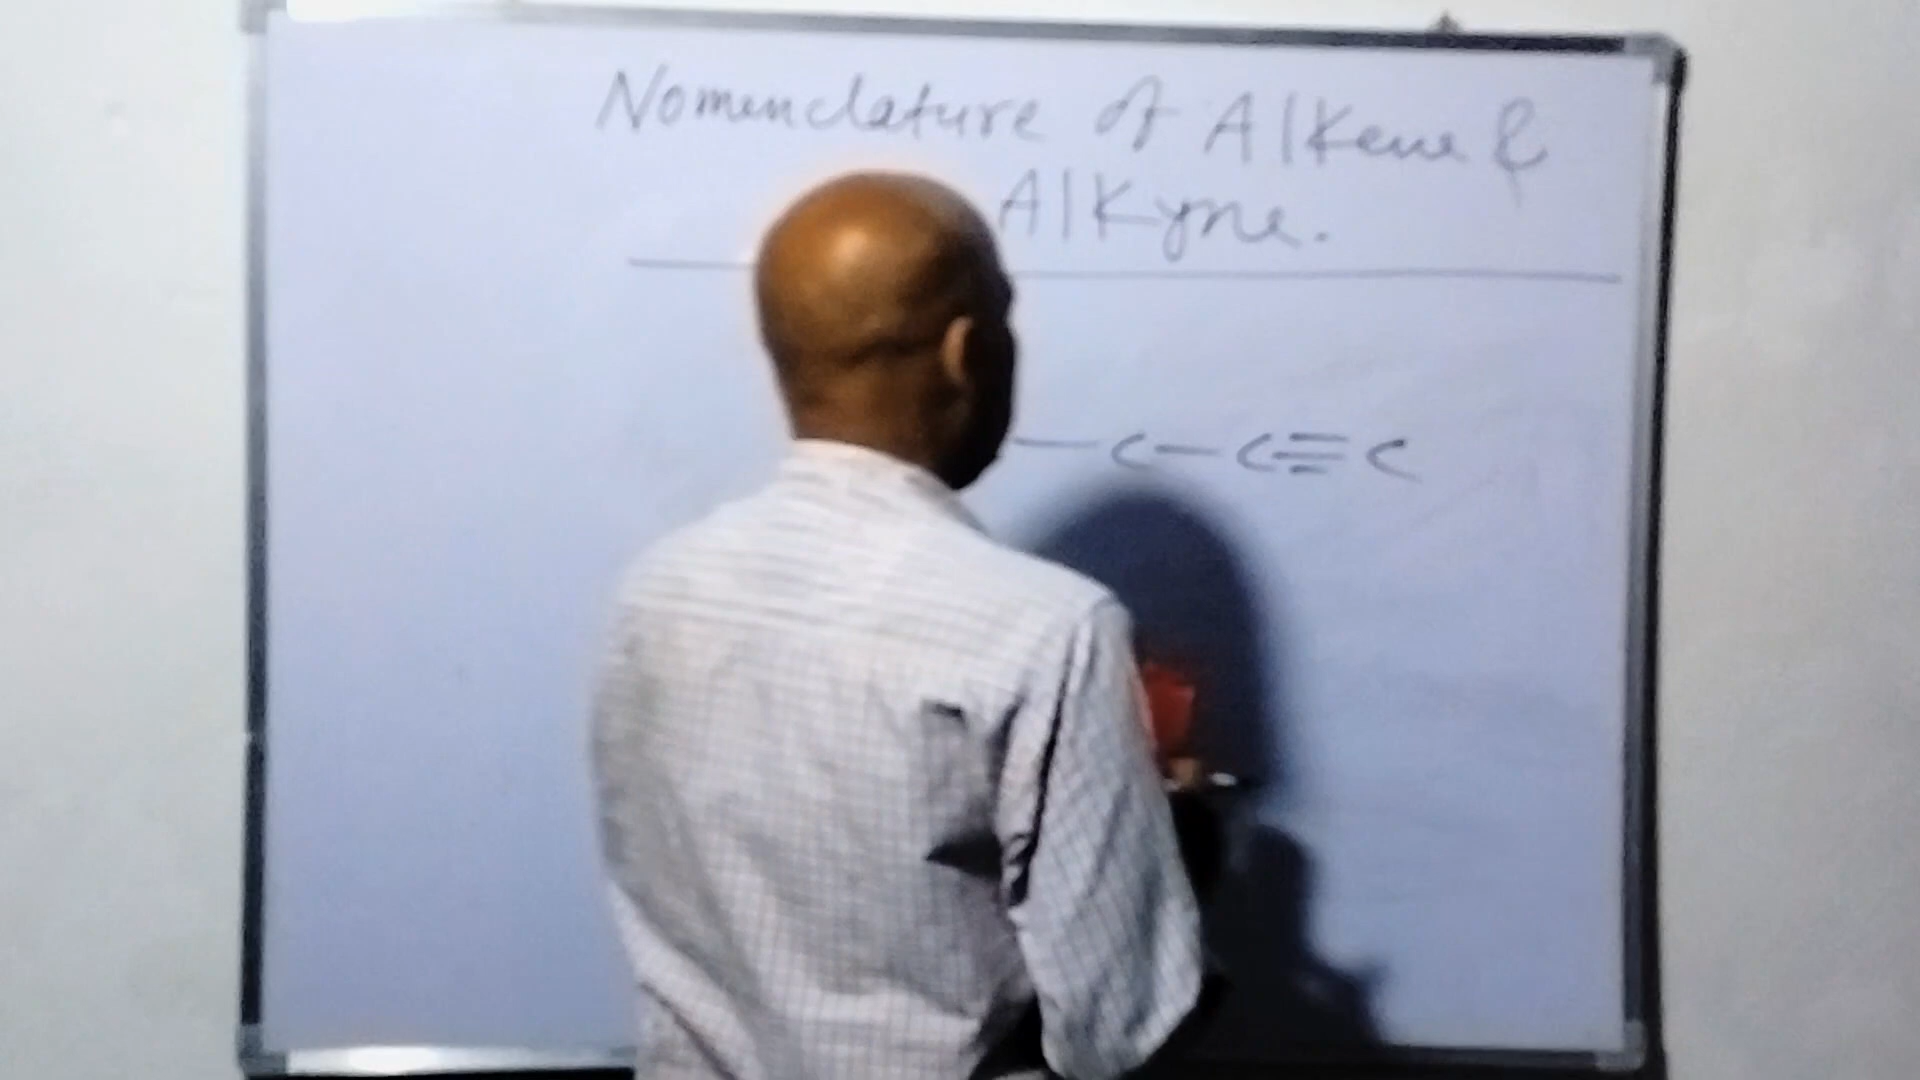 Nomenclature of Alkene &
Alkyne.
— C — C ≡ C